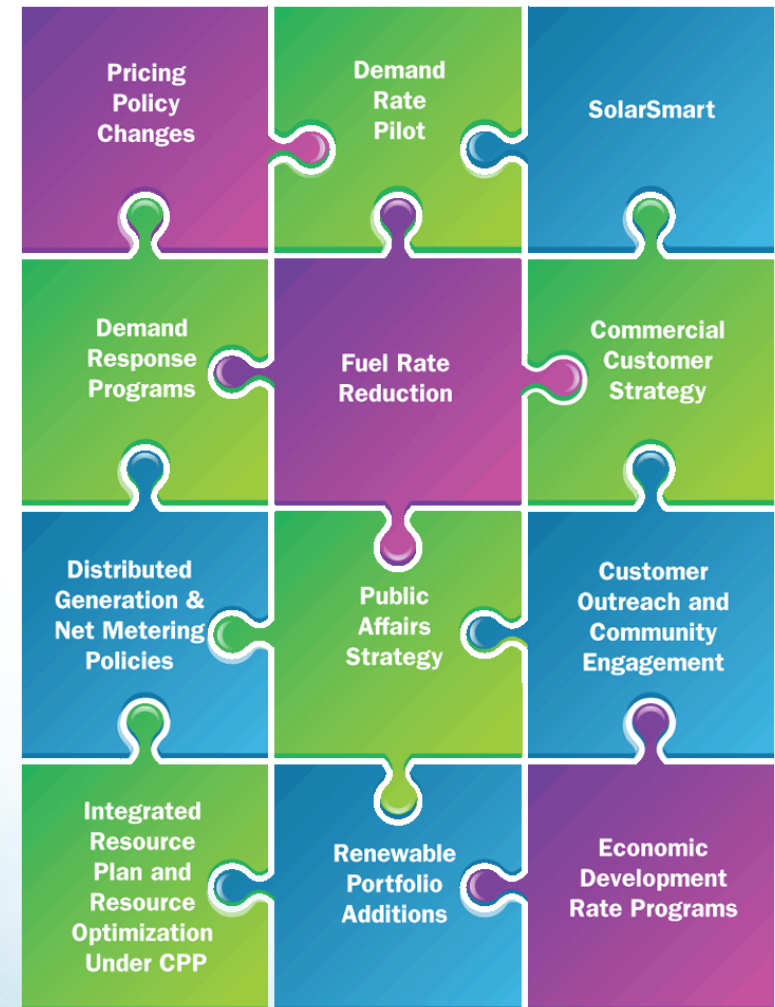 Pricing
Policy
Changes
Demand
Rate
Pilot
SolarSmart
Demand
Response
Programs
Fuel Rate
Reduction
Commercial
Customer
Strategy
Distributed
Generation &
Net Metering
Policies
Public
Affairs
Strategy
Customer
Outreach and
Community
Engagement
Integrated
Resource
Plan and
Resource
Optimization
Under CPP
Renewable
Portfolio
Additions
Economic
Development
Rate Programs